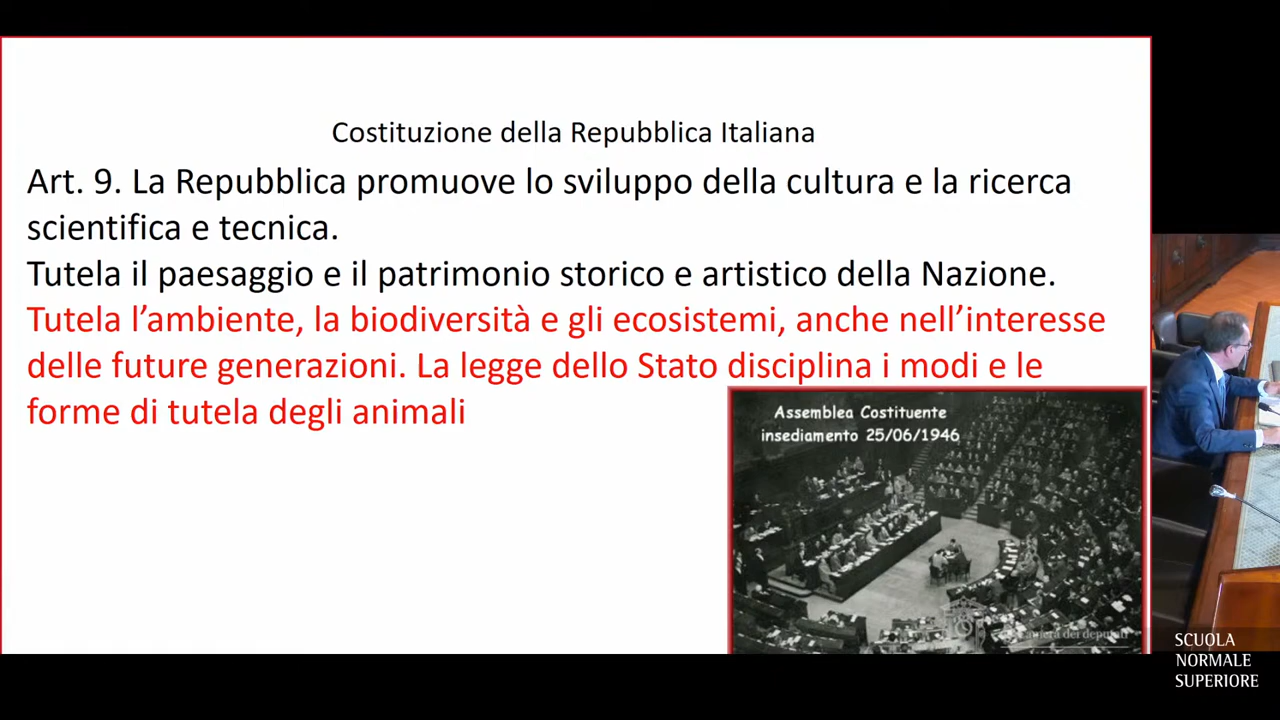 Costituzione della Repubblica Italiana
Art. 9. La Repubblica promuove lo sviluppo della cultura e la ricerca
scientifica e tecnica.
Tutela il paesaggio e il patrimonio storico e artistico della Nazione.
Tutela l’ambiente, la biodiversità e gli ecosistemi, anche nell’interesse
delle future generazioni. La legge dello Stato disciplina i modi e le
forme di tutela degli animali
Assemblea Costituente
insediamento 25/06/1946
camera dei deputati
SCUOLA
NORMALE
SUPERIORE